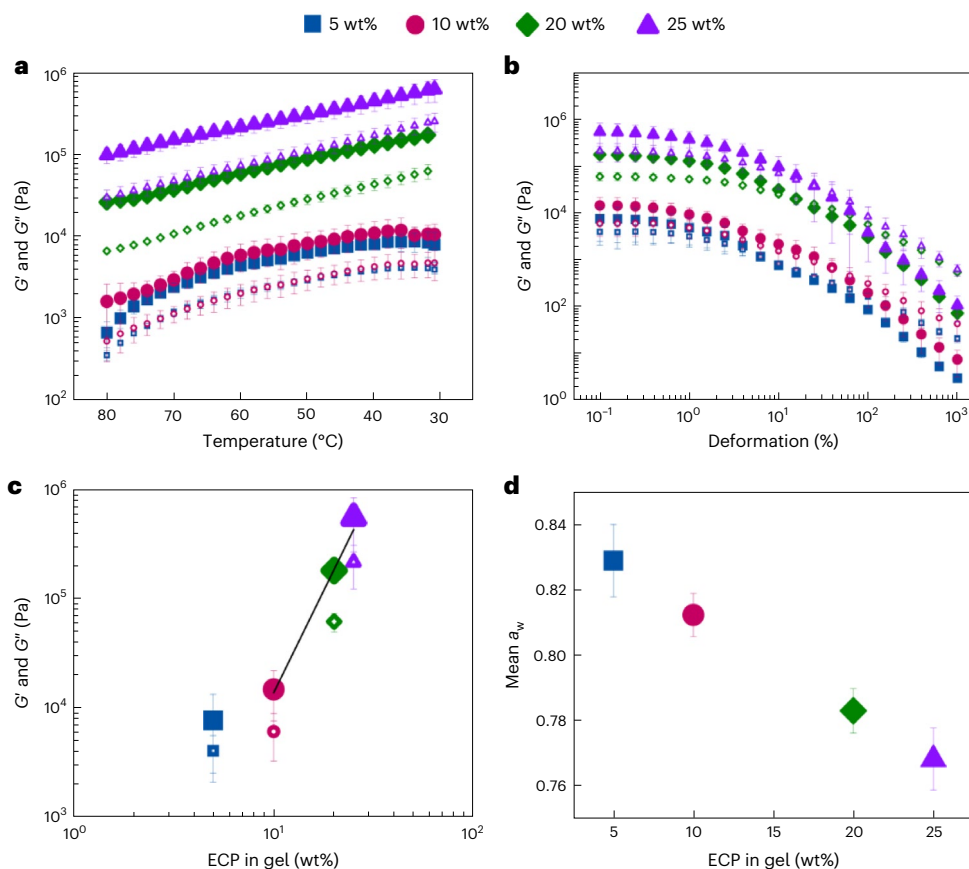 5 wt% 10 wt% 20 wt% 25 wt%
a
10⁶
10⁵
10⁴
10³
10²
G′ and G″ (Pa)
80 70 60 50 40 30
Temperature (°C)
b
10⁶
10⁴
10²
10⁰
G′ and G″ (Pa)
10⁻¹ 10⁰ 10¹ 10² 10³
Deformation (%)
c
10⁶
10⁵
10⁴
10³
G′ and G″ (Pa)
10⁰ 10¹ 10²
ECP in gel (wt%)
d
0.84
0.82
0.80
0.78
0.76
Mean a_w
5 10 15 20 25
ECP in gel (wt%)